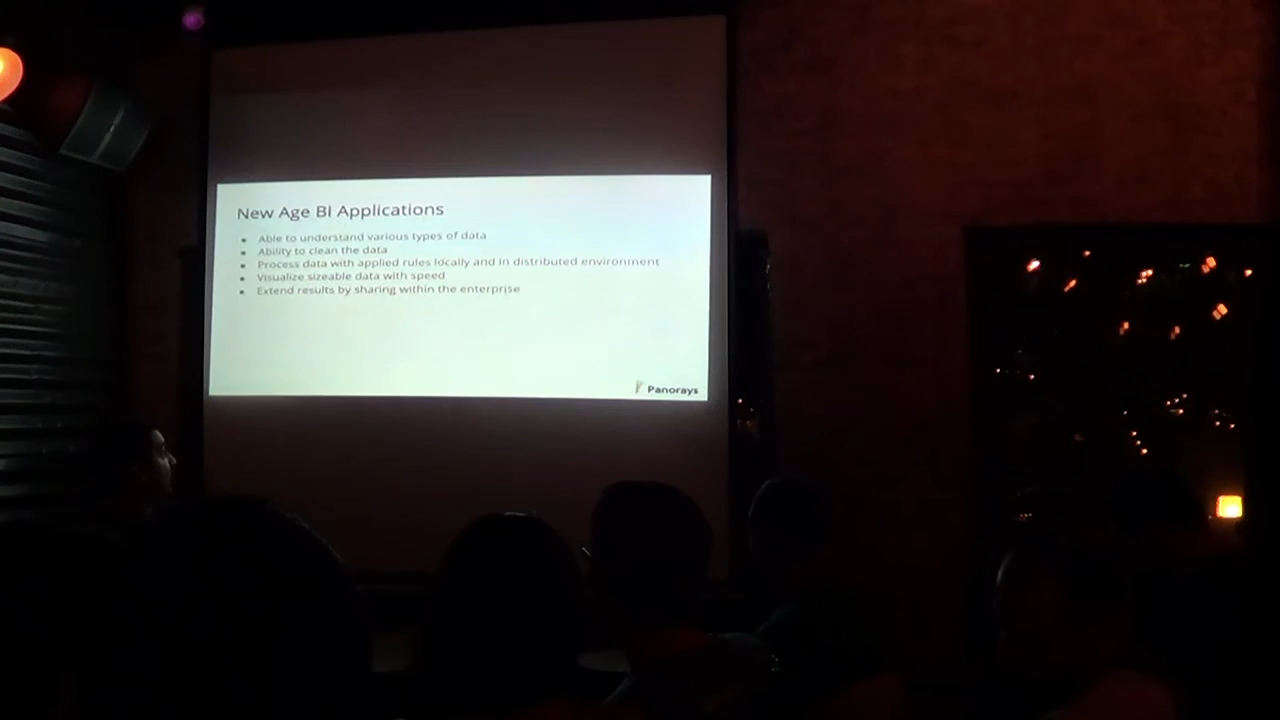 New Age BI Applications
Able to understand various types of data
Ability to clean the data
Process data with applied rules locally and in distributed environment
Visualize sizeable data with speed
Extend results by sharing within the enterprise
Panorays